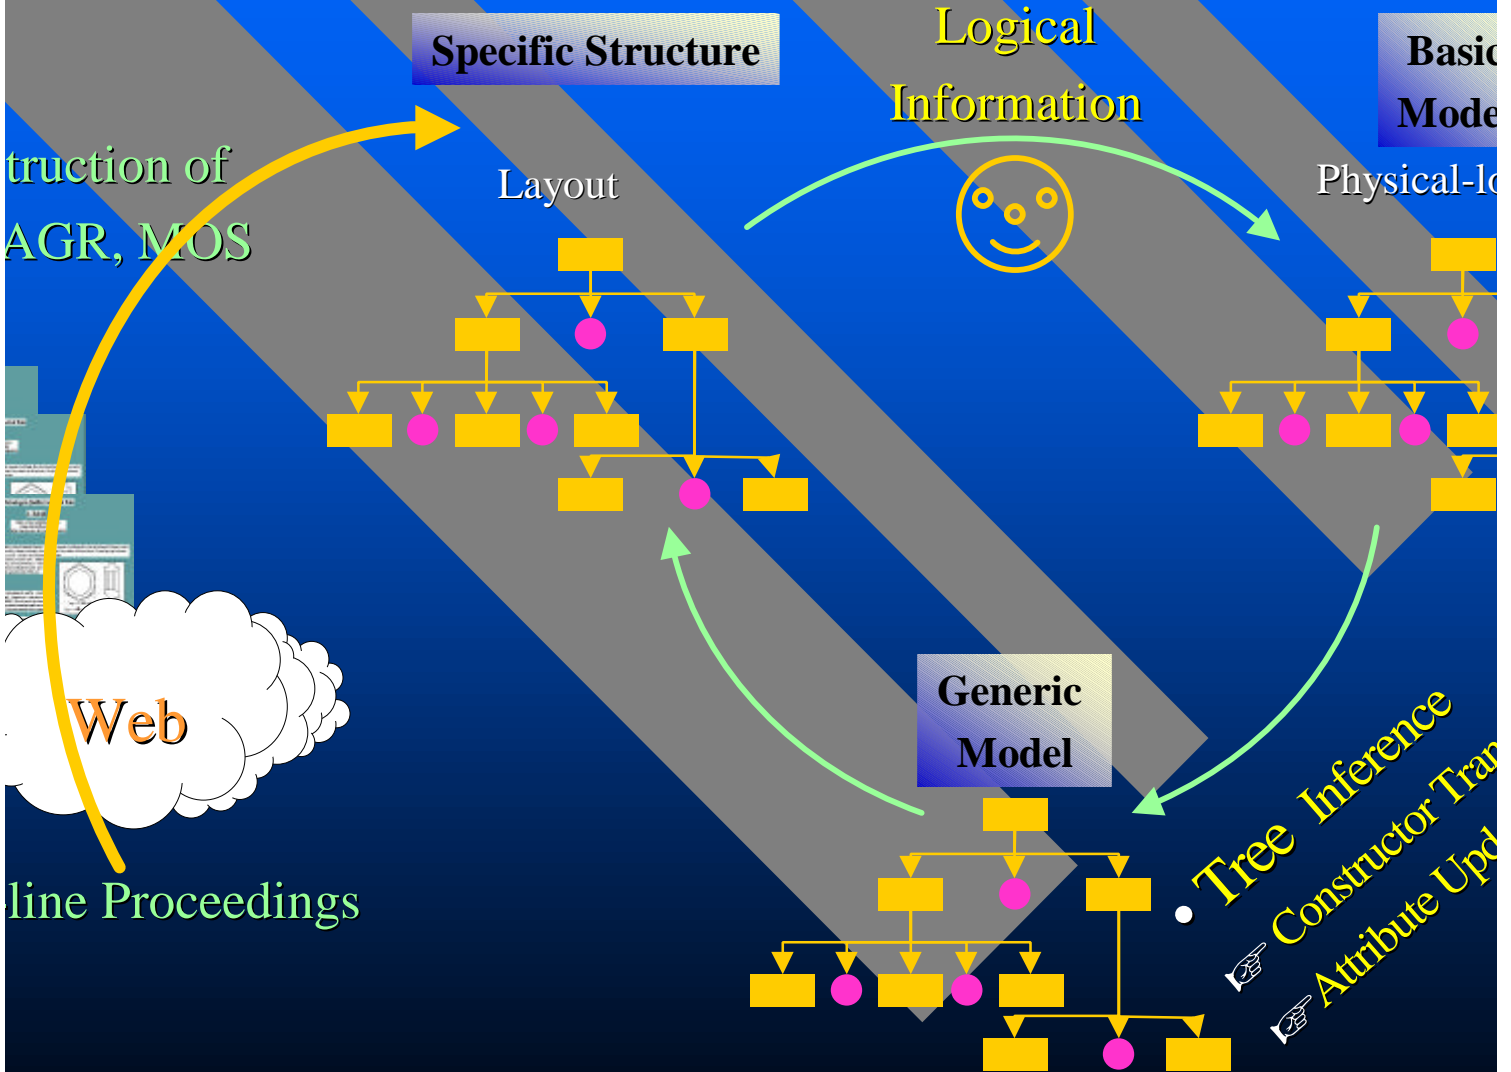 Specific Structure
Logical
Information
Basic
Mode
truction of
AGR, MOS
Layout
Physical-lo
Generic
Model
Web
line Proceedings
• Tree Inference
Constructor Tran
Attribute Upd